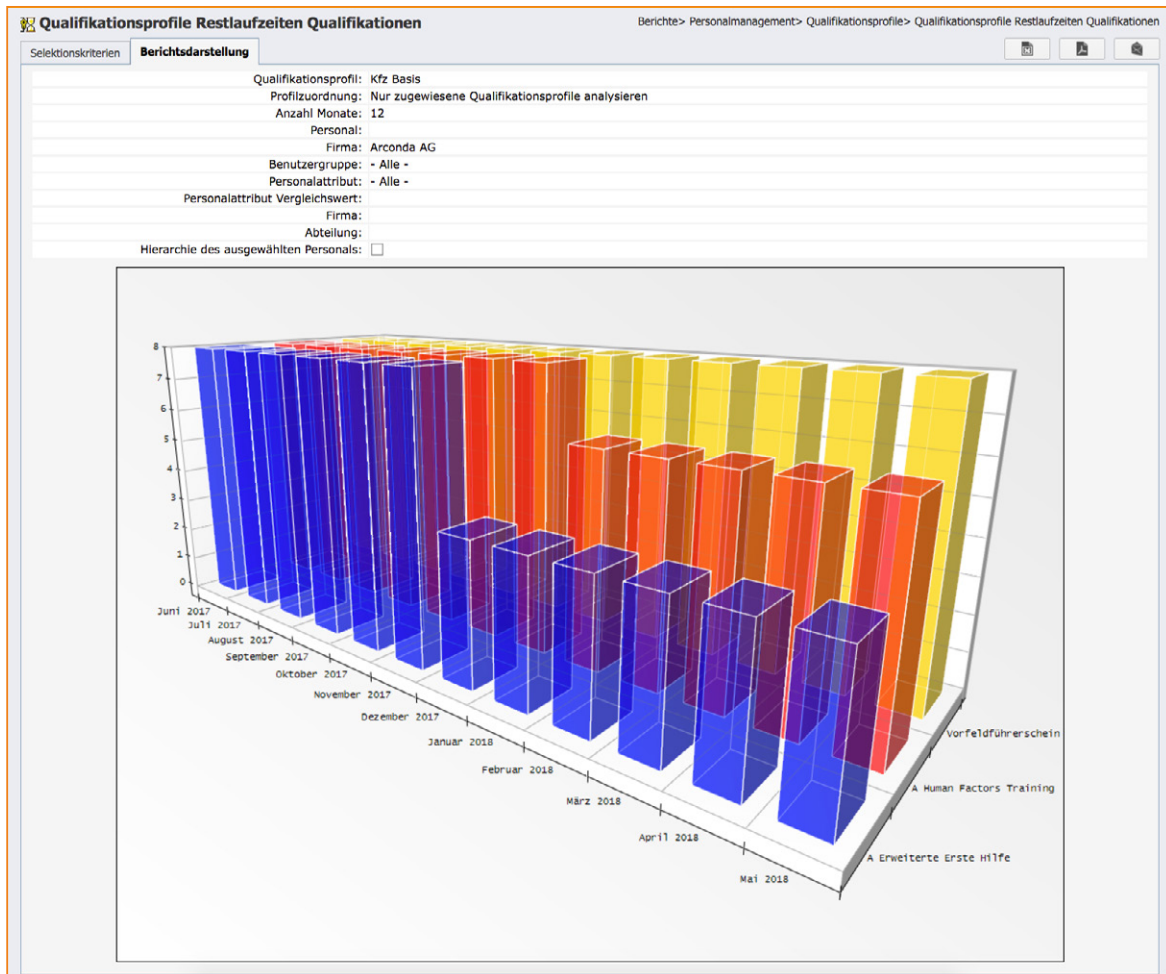 Qualifikationsprofile Restlaufzeiten Qualifikationen
Berichte> Personalmanagement> Qualifikationsprofile> Qualifikationsprofile Restlaufzeiten Qualifikationen
Selektionskriterien
Berichtsdarstellung
Qualifikationsprofil: Kfz Basis
Profilzuordnung: Nur zugewiesene Qualifikationsprofile analysieren
Anzahl Monate: 12
Personal:
Firma: Arconda AG
Benutzergruppe: - Alle -
Personalattribut: - Alle -
Personalattribut Vergleichswert:
Firma:
Abteilung:
Hierarchie des ausgewählten Personals:
8
7
6
5
4
3
2
1
0
Juni 2017
Juli 2017
August 2017
September 2017
Oktober 2017
November 2017
Dezember 2017
Januar 2018
Februar 2018
März 2018
April 2018
Mai 2018
Vorfeldführerschein
A Human Factors Training
A Erweiterte Erste Hilfe